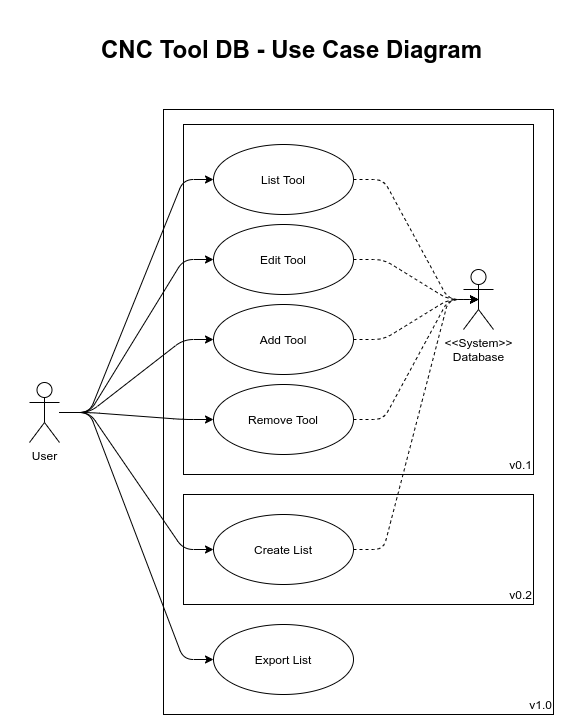 CNC Tool DB - Use Case Diagram
List Tool
Edit Tool
Add Tool
<<System>>
Database
Remove Tool
User
v0.1
Create List
v0.2
Export List
v1.0